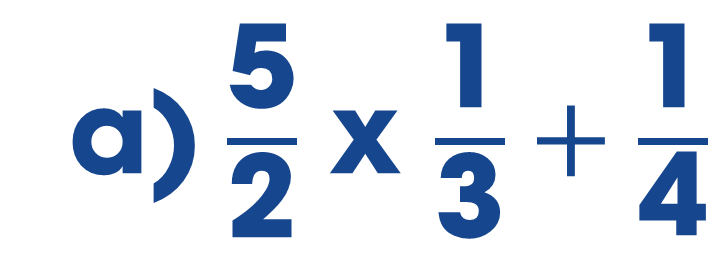 a) 5/2 x 1/3 + 1/4